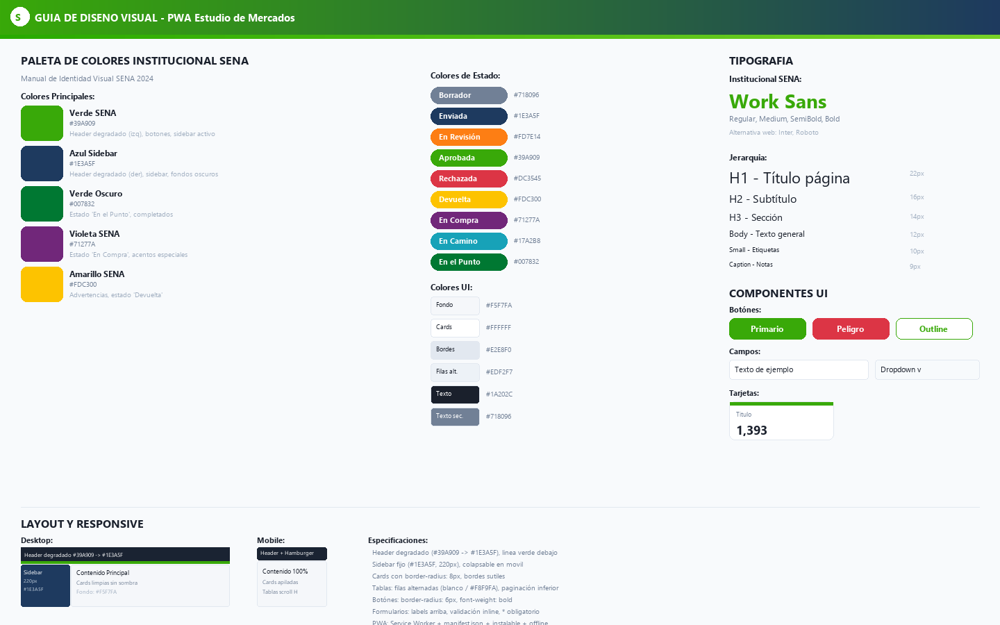 S
GUIA DE DISENO VISUAL - PWA Estudio de Mercados
PALETA DE COLORES INSTITUCIONAL SENA
Manual de Identidad Visual SENA 2024
Colores Principales:
Verde SENA
#39A909
Header degradado (izq), botones, sidebar activo
Azul Sidebar
#1E3A5F
Header degradado (der), sidebar, fondos oscuros
Verde Oscuro
#007832
Estado 'En el Punto', completados
Violeta SENA
#71277A
Estado 'En Compra', acentos especiales
Amarillo SENA
#FDC300
Advertencias, estado 'Devuelta'
Colores de Estado:
Borrador #718096
Enviada #1E3A5F
En Revisión #FD7E14
Aprobada #39A909
Rechazada #DC3545
Devuelta #FDC300
En Compra #71277A
En Camino #17A2B8
En el Punto #007832
Colores UI:
Fondo #F5F7FA
Cards #FFFFFF
Bordes #E2E8F0
Filas alt. #EDF2F7
Texto #1A202C
Texto sec. #718096
TIPOGRAFIA
Institucional SENA:
Work Sans
Regular, Medium, SemiBold, Bold
Alternativa web: Inter, Roboto
Jerarquia:
H1 - Título página 22px
H2 - Subtítulo 16px
H3 - Sección 14px
Body - Texto general 12px
Small - Etiquetas 10px
Caption - Notas 9px
COMPONENTES UI
Botónes:
Primario Peligro Outline
Campos:
Texto de ejemplo Dropdown v
Tarjetas:
Titulo
1,393
LAYOUT Y RESPONSIVE
Desktop:
Header degradado #39A909 -> #1E3A5F
Sidebar
220px
#1E3A5F
Contenido Principal
Cards limpias sin sombra
Fondo: #F5F7FA
Mobile:
Header + Hamburger
Contenido 100%
Cards apiladas
Tablas scroll H
Especificaciones:
Header degradado (#39A909 -> #1E3A5F), linea verde debajo
Sidebar fijo (#1E3A5F, 220px), colapsable en movil
Cards con border-radius: 8px, bordes sutiles
Tablas: filas alternadas (blanco / #F8F9FA), paginación inferior
Botónes: border-radius: 6px, font-weight: bold
Formularios: labels arriba, validación inline, * obligatorio
PWA: Service Worker + manifest.json + instalable + offline